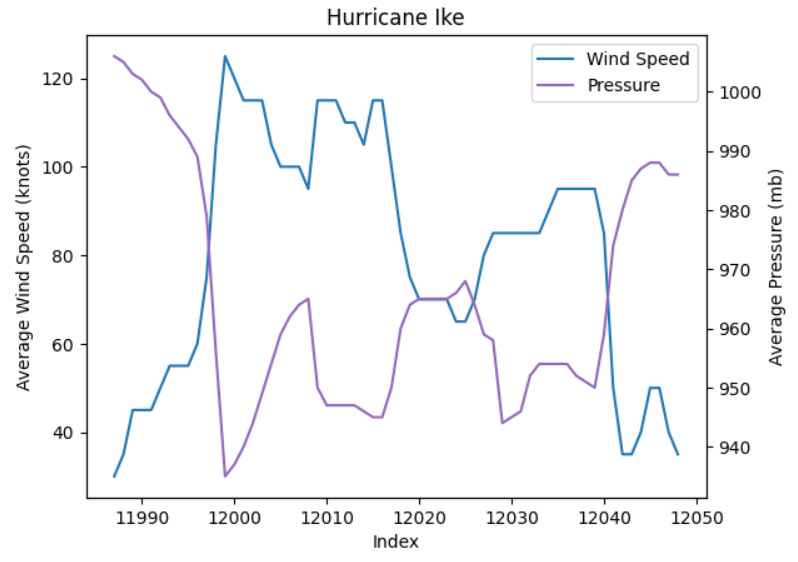 Hurricane Ike
Wind Speed
Pressure
Average Wind Speed (knots)
120
100
80
60
40
1000
990
980
970
960
950
940
Average Pressure (mb)
11990 12000 12010 12020 12030 12040 12050
Index